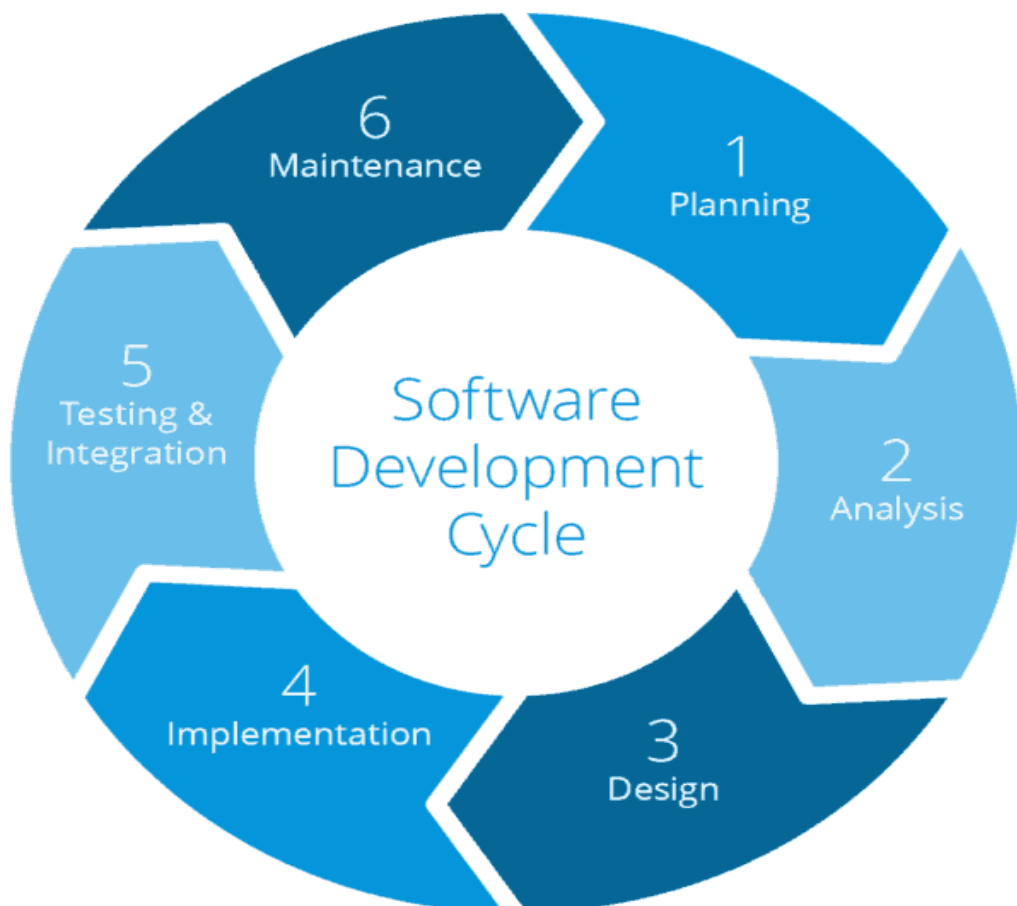 Software
Development
Cycle
1
Planning
2
Analysis
3
Design
4
Implementation
5
Testing &
Integration
6
Maintenance